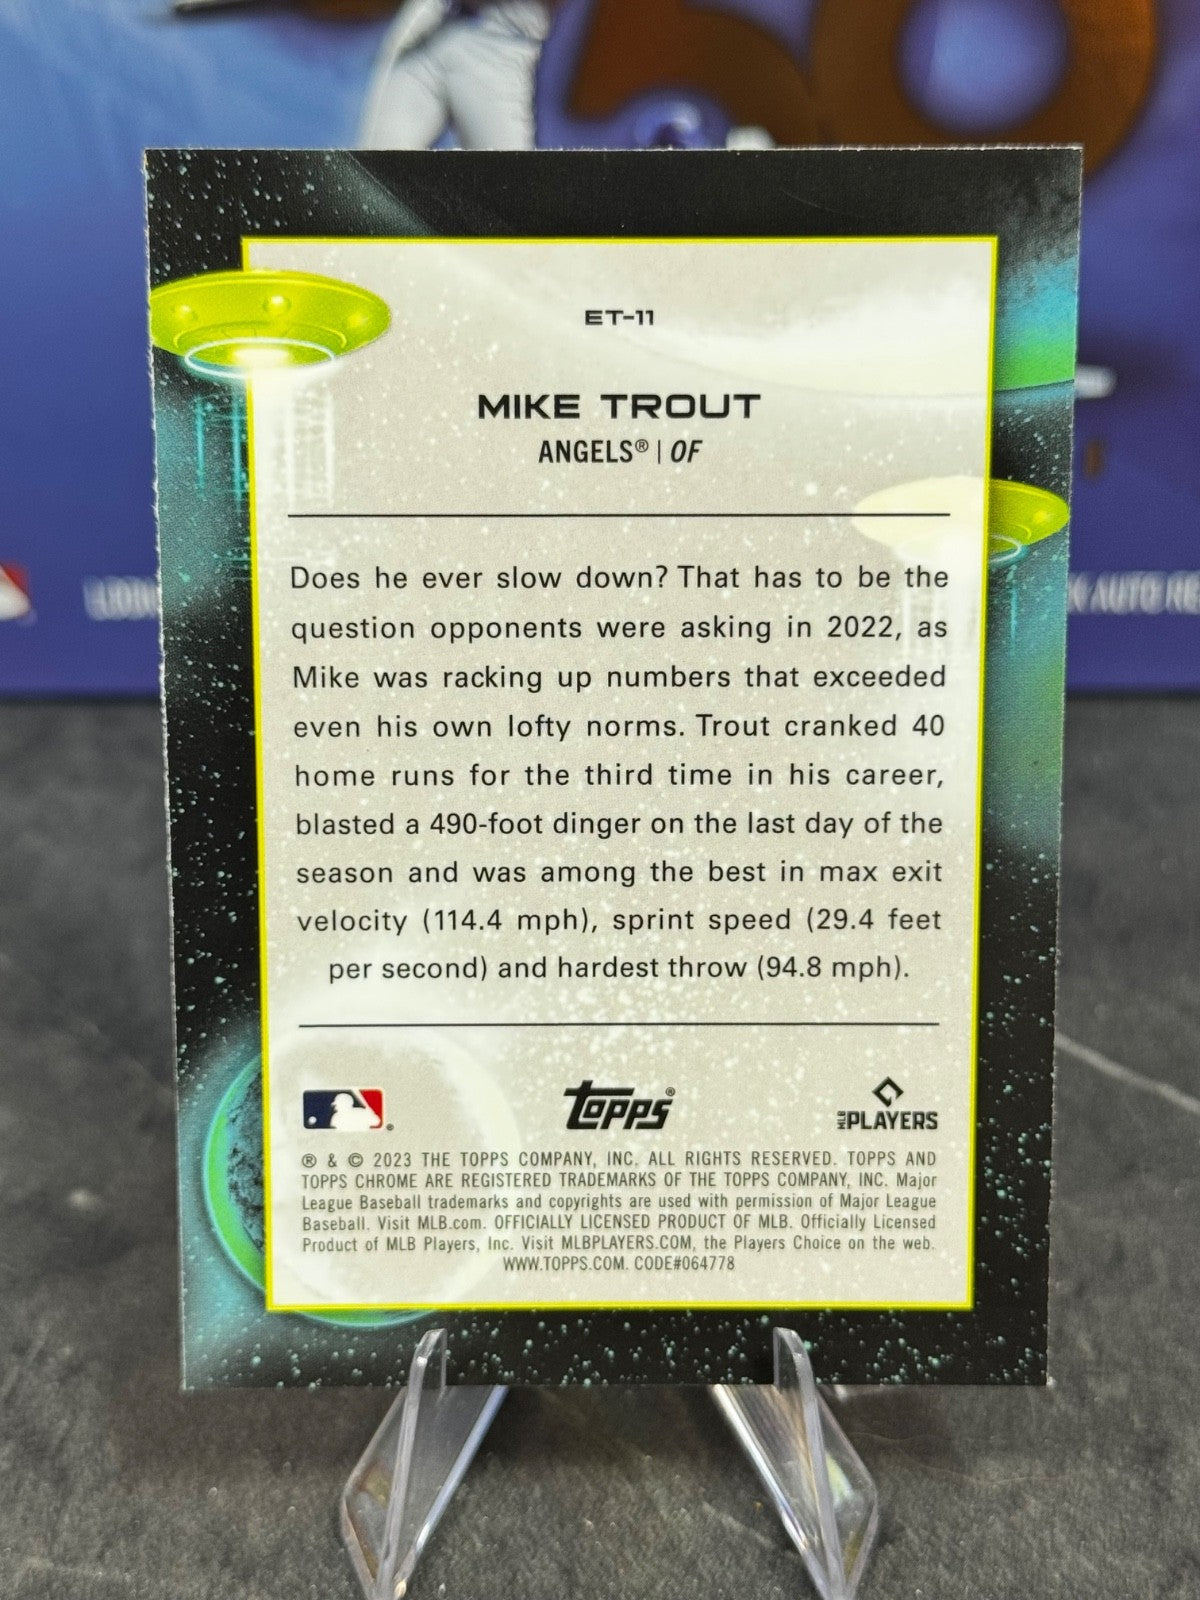 ET-11
MIKE TROUT
ANGELS® | OF
Does he ever slow down? That has to be the
question opponents were asking in 2022, as
Mike was racking up numbers that exceeded
even his own lofty norms. Trout cranked 40
home runs for the third time in his career,
blasted a 490-foot dinger on the last day of the
season and was among the best in max exit
velocity (114.4 mph), sprint speed (29.4 feet
per second) and hardest throw (94.8 mph).
Topps®
MLB PLAYERS
® & © 2023 THE TOPPS COMPANY, INC. ALL RIGHTS RESERVED. TOPPS AND
TOPPS CHROME ARE REGISTERED TRADEMARKS OF THE TOPPS COMPANY, INC. Major
League Baseball trademarks and copyrights are used with permission of Major League
Baseball. Visit MLB.com. OFFICIALLY LICENSED PRODUCT OF MLB. Officially Licensed
Product of MLB Players, Inc. Visit MLBPLAYERS.COM, the Players Choice on the web.
WWW.TOPPS.COM. CODE#064778